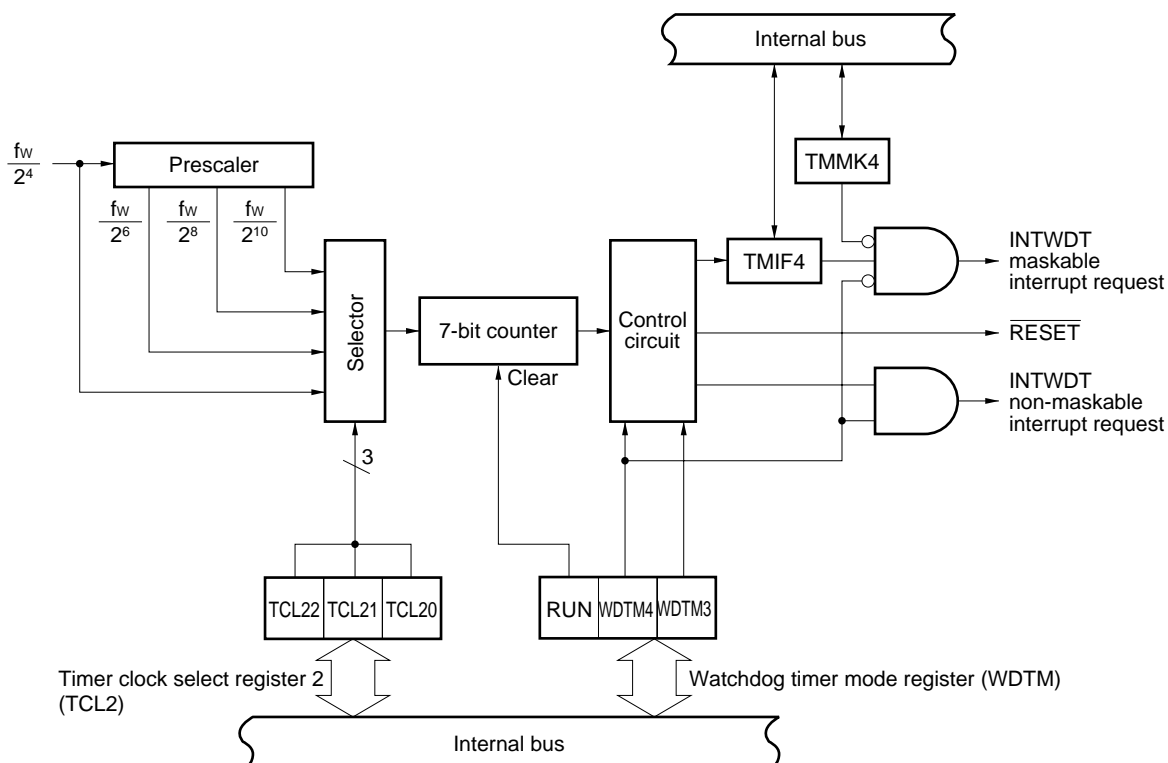 Internal bus
TMMK4
fW
2⁴
Prescaler
fW
2⁶
fW
2⁸
fW
2¹⁰
Selector
7-bit counter
Clear
Control
circuit
TMIF4
INTWDT
maskable
interrupt request
RESET
INTWDT
non-maskable
interrupt request
3
TCL22 TCL21 TCL20
RUN WDTM4 WDTM3
Timer clock select register 2
(TCL2)
Watchdog timer mode register (WDTM)
Internal bus